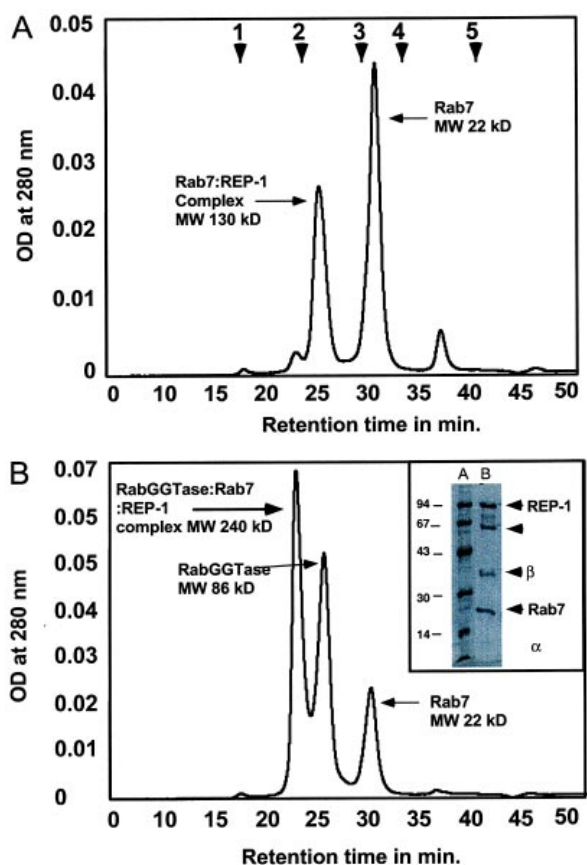 A
0.05
0.04
0.03
0.02
0.01
0
OD at 280 nm
1 2 3 4 5
Rab7
MW 22 kD
Rab7:REP-1
Complex
MW 130 kD
10 15 20 25 30 35 40 45 50
Retention time in min.
B
0.07
0.05
0.05
0.04
0.03
0.02
0.01
0
OD at 280 nm
RabGGTase:Rab7
:REP-1
complex MW 240 kD
RabGGTase
MW 86 kD
Rab7
MW 22 kD
A B
94
67
43
30
14
REP-1
β
Rab7
α
0 10 15 20 25 30 35 40 45 50
Retention time in min.